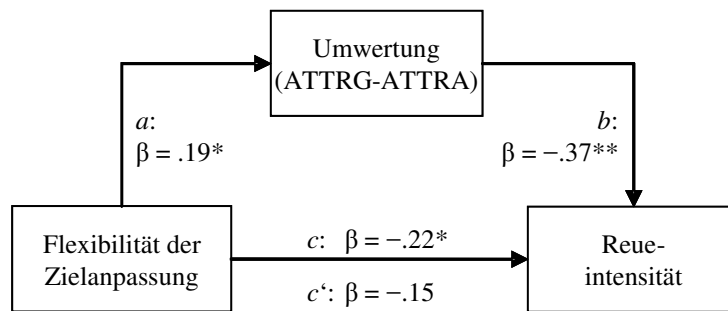 Umwertung
(ATTRG-ATTRA)
a:
β = .19*
b:
β = −.37**
Flexibilität der
Zielanpassung
c: β = −.22*
c‘: β = −.15
Reue-
intensität